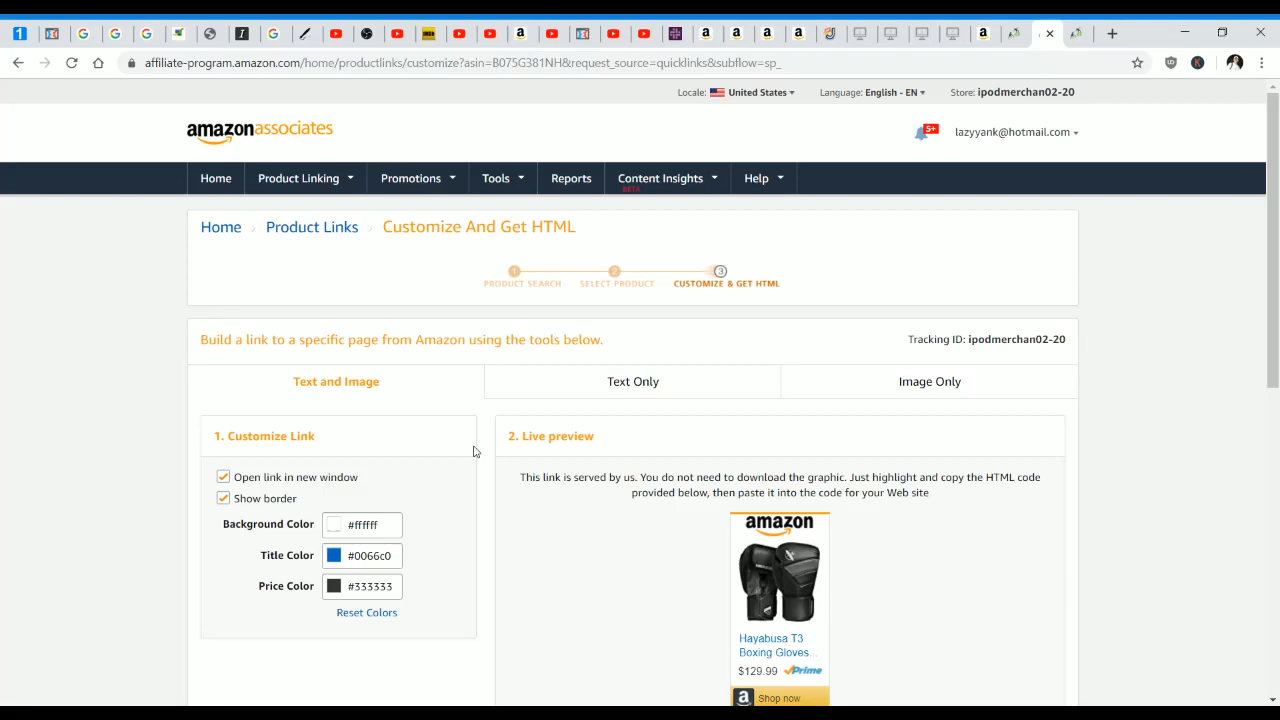 affiliate-program.amazon.com/home/productlinks/customize?asin=B075G381NH&request_source=quicklinks&subflow=sp_
Locale: United States Language: English - EN Store: ipodmerchan02-20
amazonassociates
5+
lazyyank@hotmail.com
Home Product Linking Promotions Tools Reports Content Insights Help
BETA
Home Product Links Customize And Get HTML
1 2 3
PRODUCT SEARCH SELECT PRODUCT CUSTOMIZE & GET HTML
Build a link to a specific page from Amazon using the tools below. Tracking ID: ipodmerchan02-20
Text and Image Text Only Image Only
1. Customize Link
Open link in new window
Show border
Background Color #ffffff
Title Color #0066c0
Price Color #333333
Reset Colors
2. Live preview
This link is served by us. You do not need to download the graphic. Just highlight and copy the HTML code
provided below, then paste it into the code for your Web site
amazon
Hayabusa T3
Boxing Gloves...
$129.99 Prime
a Shop now